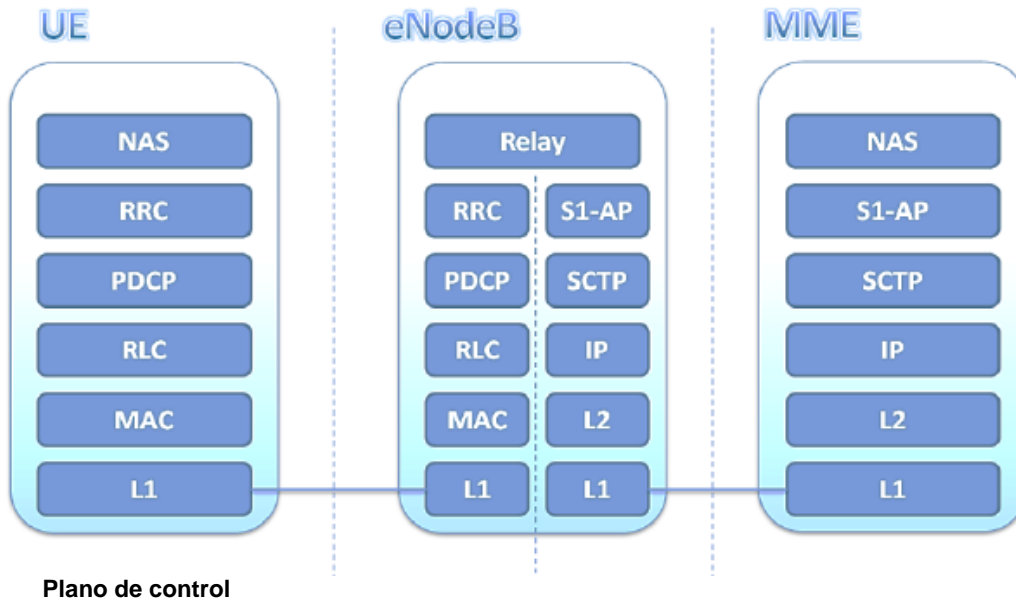 UE eNodeB MME
NAS Relay NAS
RRC RRC S1-AP S1-AP
PDCP PDCP SCTP SCTP
RLC RLC IP IP
MAC MAC L2 L2
L1 L1 L1 L1
Plano de control